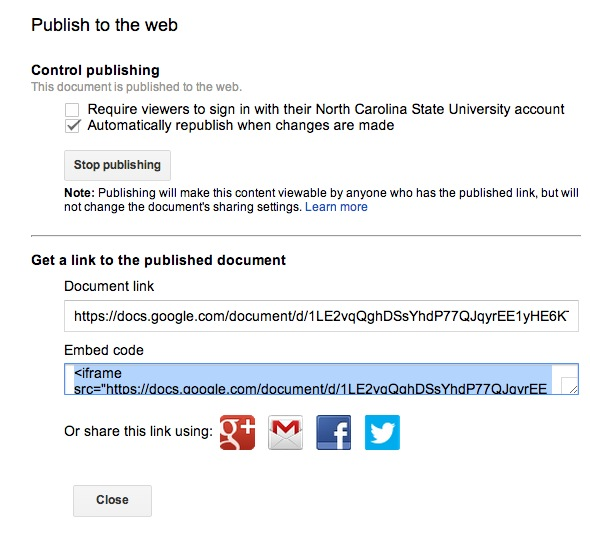 Publish to the web
Control publishing
This document is published to the web.
Require viewers to sign in with their North Carolina State University account
Automatically republish when changes are made
Stop publishing
Note: Publishing will make this content viewable by anyone who has the published link, but will
not change the document's sharing settings. Learn more
Get a link to the published document
Document link
https://docs.google.com/document/d/1LE2vqQghDSsYhdP77QJqyrEE1yHE6K
Embed code
<iframe
src="https://docs.google.com/document/d/1LE2vqQghDSsYhdP77QJqyrEE
Or share this link using:
g+
Close